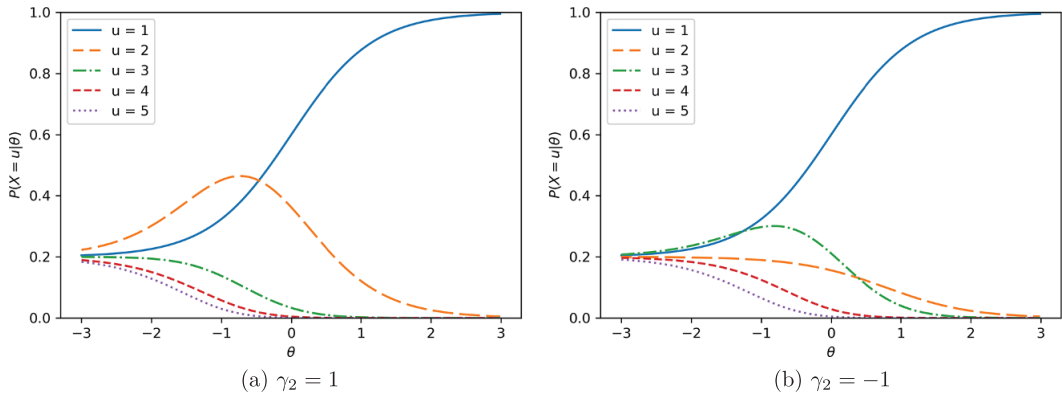 1.0
0.8
0.6
0.4
0.2
0.0
P(X = u|θ)
u = 1
u = 2
u = 3
u = 4
u = 5
−3 −2 −1 0 1 2 3
θ
(a) γ₂ = 1
1.0
0.8
0.6
0.4
0.2
0.0
P(X = u|θ)
u = 1
u = 2
u = 3
u = 4
u = 5
−3 −2 −1 0 1 2 3
θ
(b) γ₂ = −1